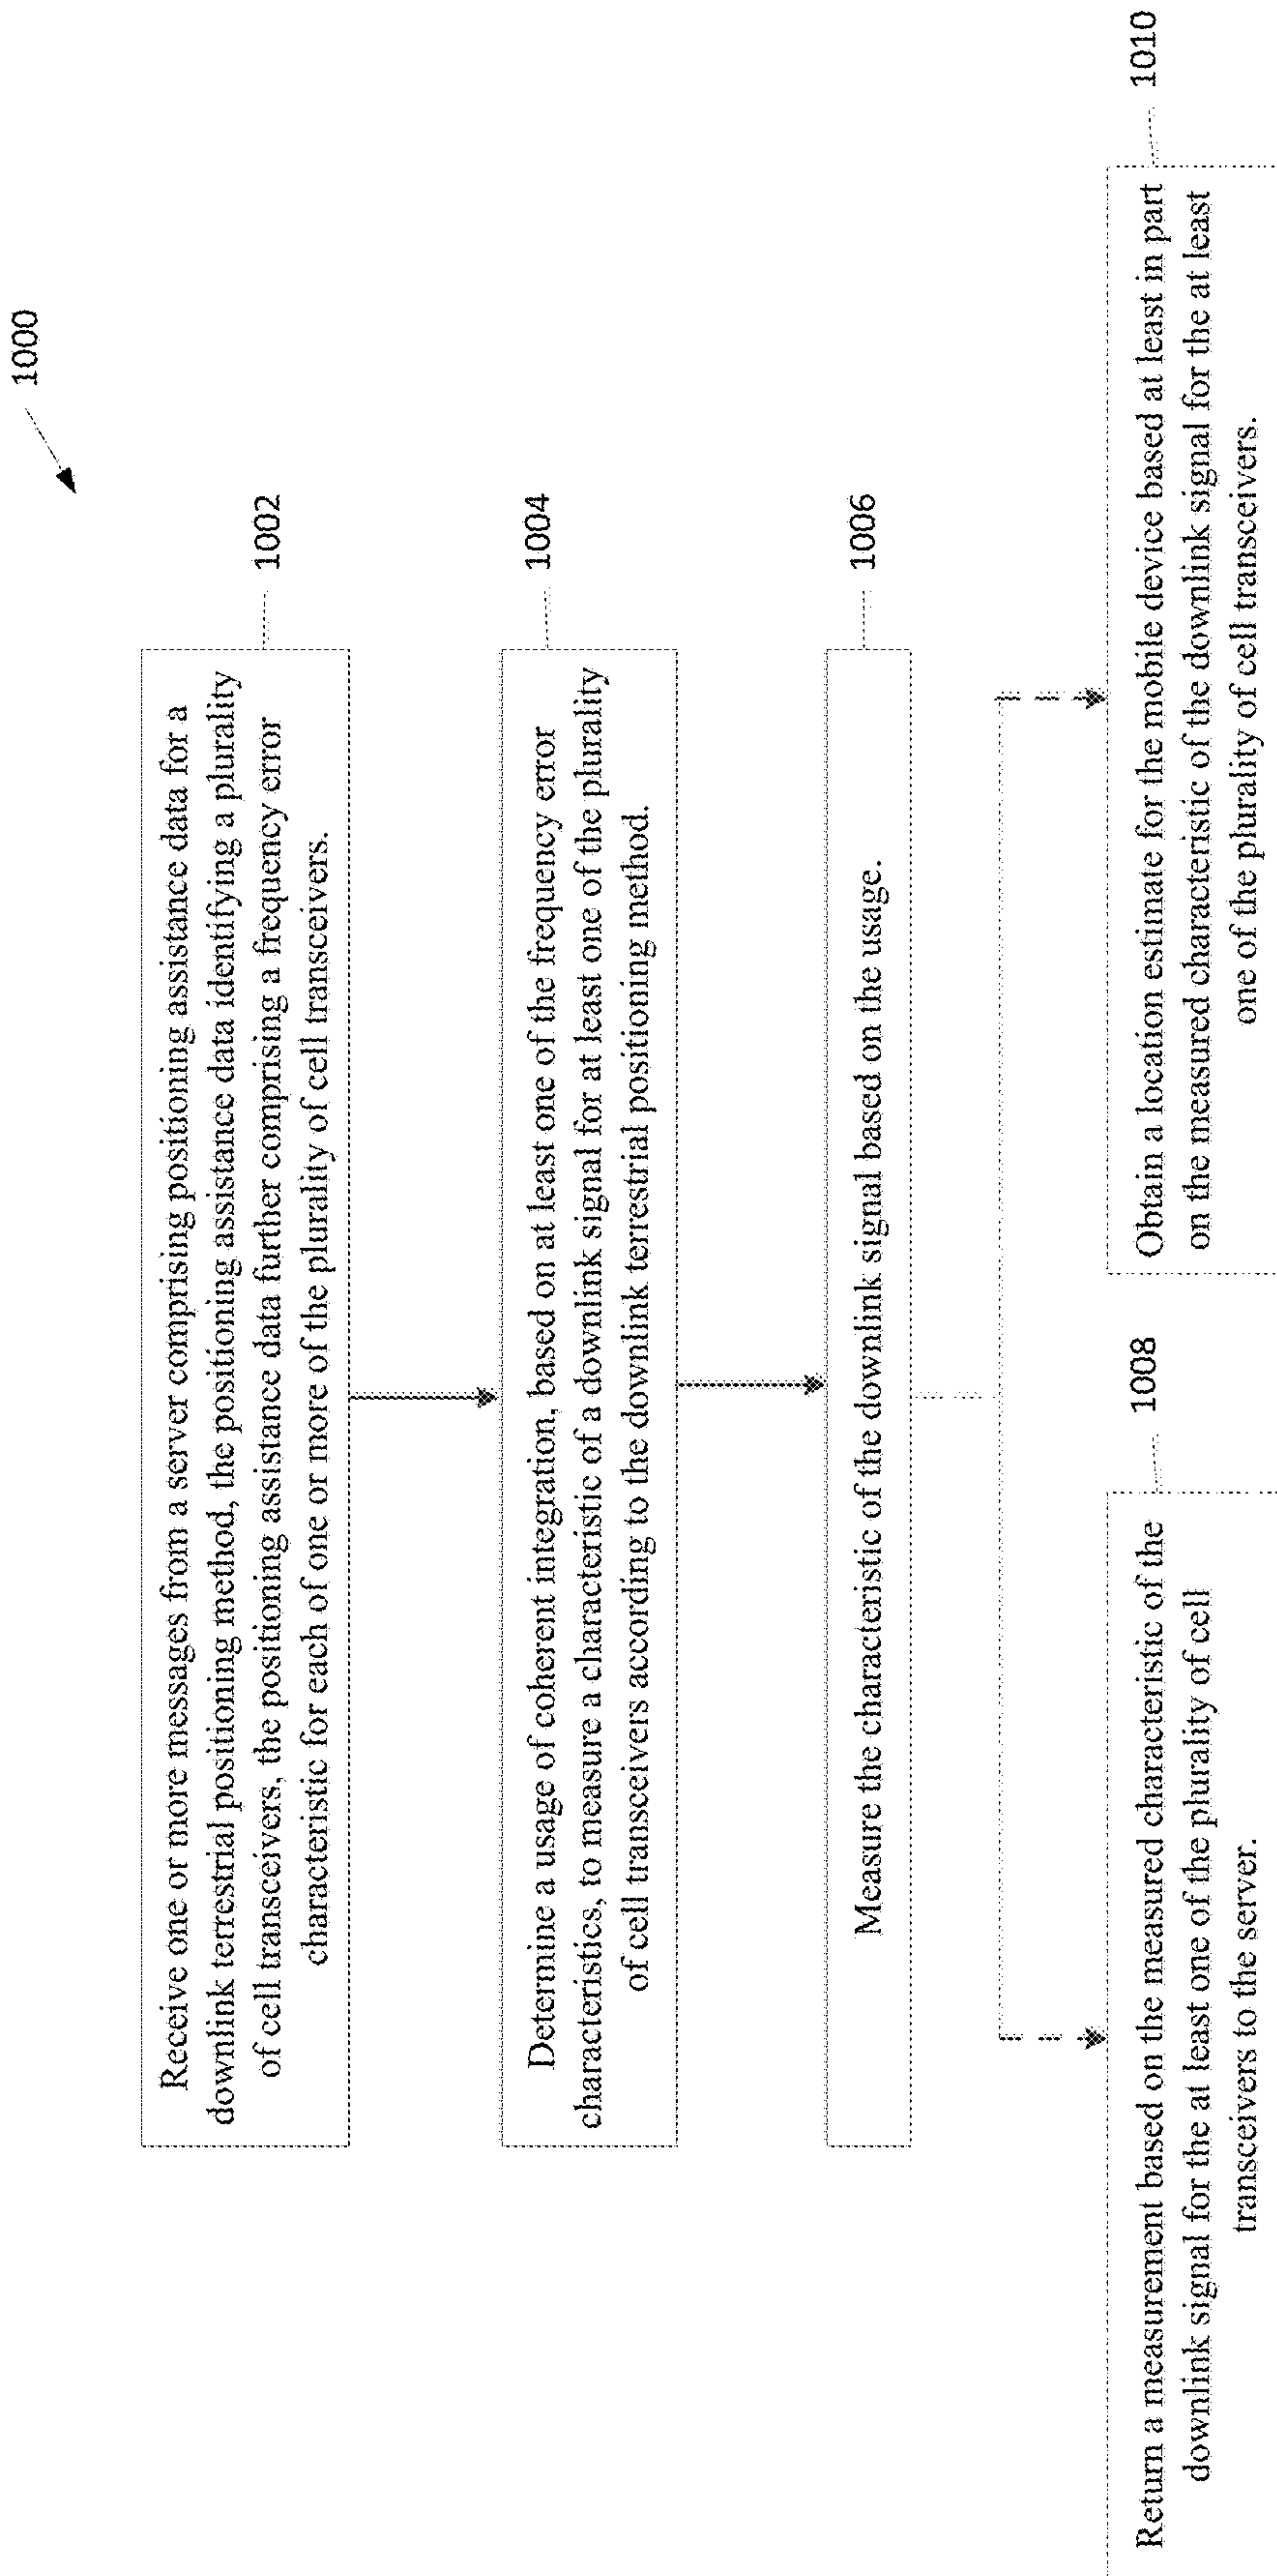 1000
Receive one or more messages from a server comprising positioning assistance data for a
downlink terrestrial positioning method, the positioning assistance data identifying a plurality
of cell transceivers, the positioning assistance data further comprising a frequency error
characteristic for each of one or more of the plurality of cell transceivers.
1002
Determine a usage of coherent integration, based on at least one of the frequency error
characteristics, to measure a characteristic of a downlink signal for at least one of the plurality
of cell transceivers according to the downlink terrestrial positioning method.
1004
Measure the characteristic of the downlink signal based on the usage.
1006
Return a measurement based on the measured characteristic of the
downlink signal for the at least one of the plurality of cell
transceivers to the server.
1008
Obtain a location estimate for the mobile device based at least in part
on the measured characteristic of the downlink signal for the at least
one of the plurality of cell transceivers.
1010